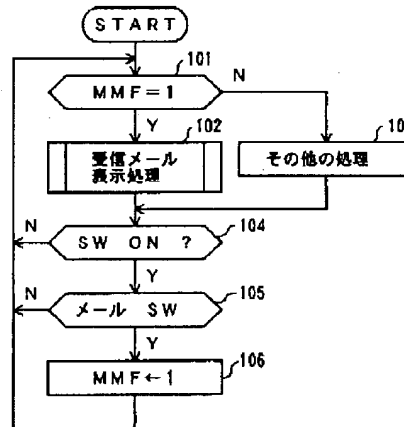 START
101
MMF=1
N
Y
102
受信メール
表示処理
10
その他の処理
104
SW ON ?
N
Y
105
メール SW
N
Y
106
MMF←1